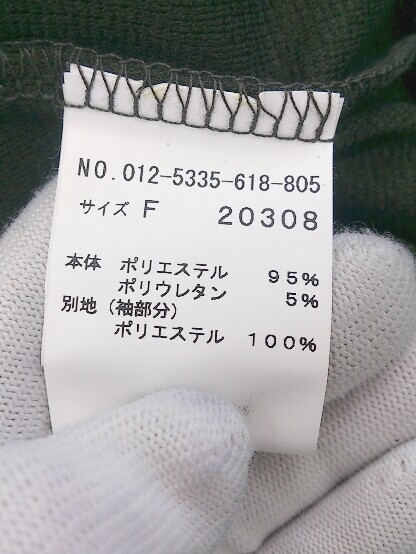 NO.012-5335-618-805
サイズ F 20308
本体 ポリエステル 95%
ポリウレタン 5%
別地(袖部分)
ポリエステル 100%